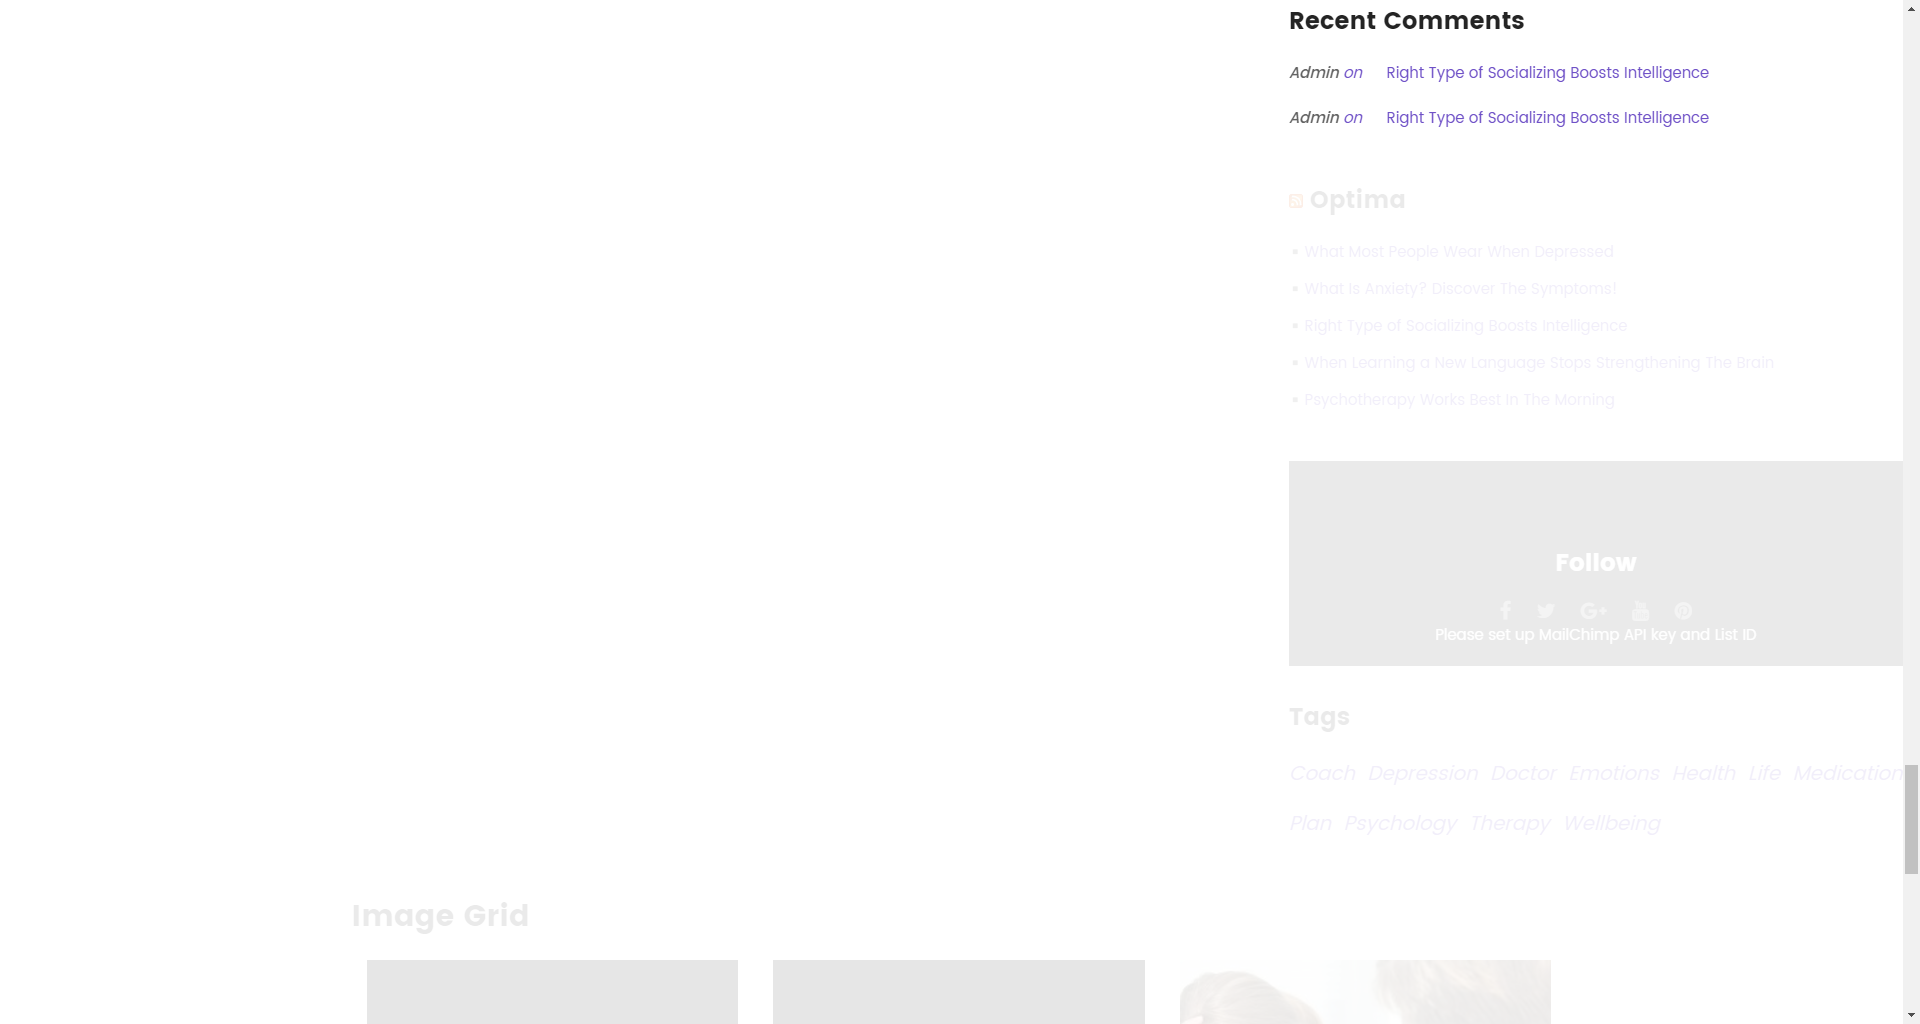 Recent Comments
Admin on Right Type of Socializing Boosts Intelligence
Admin on Right Type of Socializing Boosts Intelligence
Optima
▪ What Most People Wear When Depressed
▪ What Is Anxiety? Discover The Symptoms!
▪ Right Type of Socializing Boosts Intelligence
▪ When Learning a New Language Stops Strengthening The Brain
▪ Psychotherapy Works Best In The Morning
Follow
Please set up MailChimp API key and List ID
Tags
Coach Depression Doctor Emotions Health Life Medication
Plan Psychology Therapy Wellbeing
Image Grid